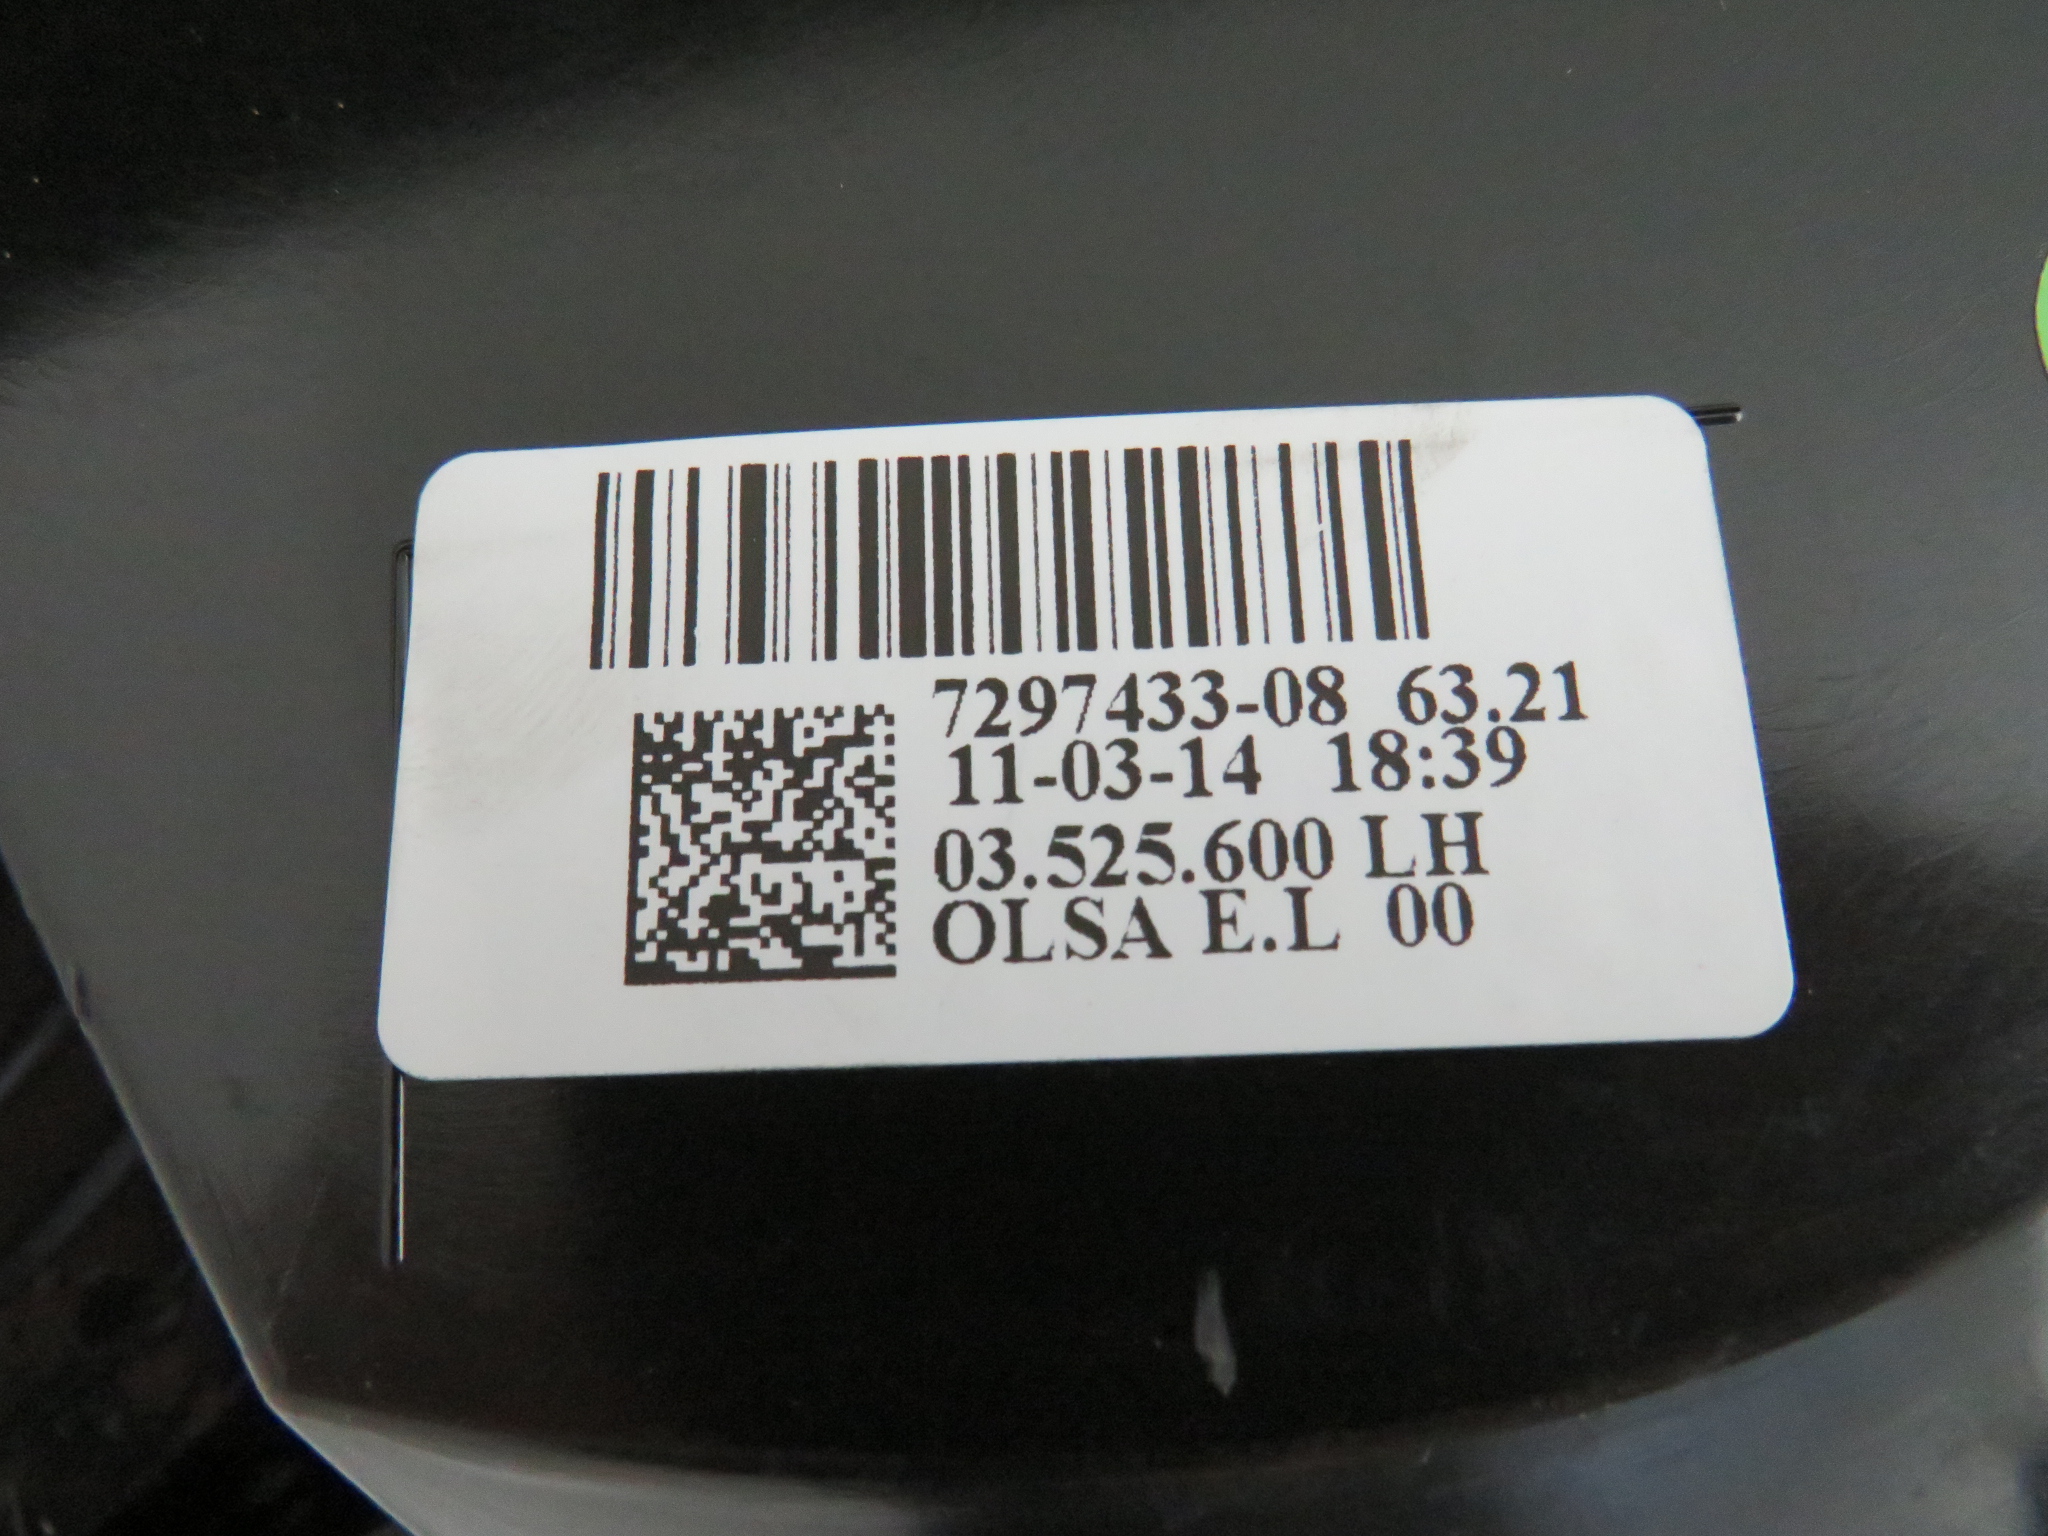 7297433-08 63.21
11-03-14 18:39
03.525.600 LH
OLSA E.L 00